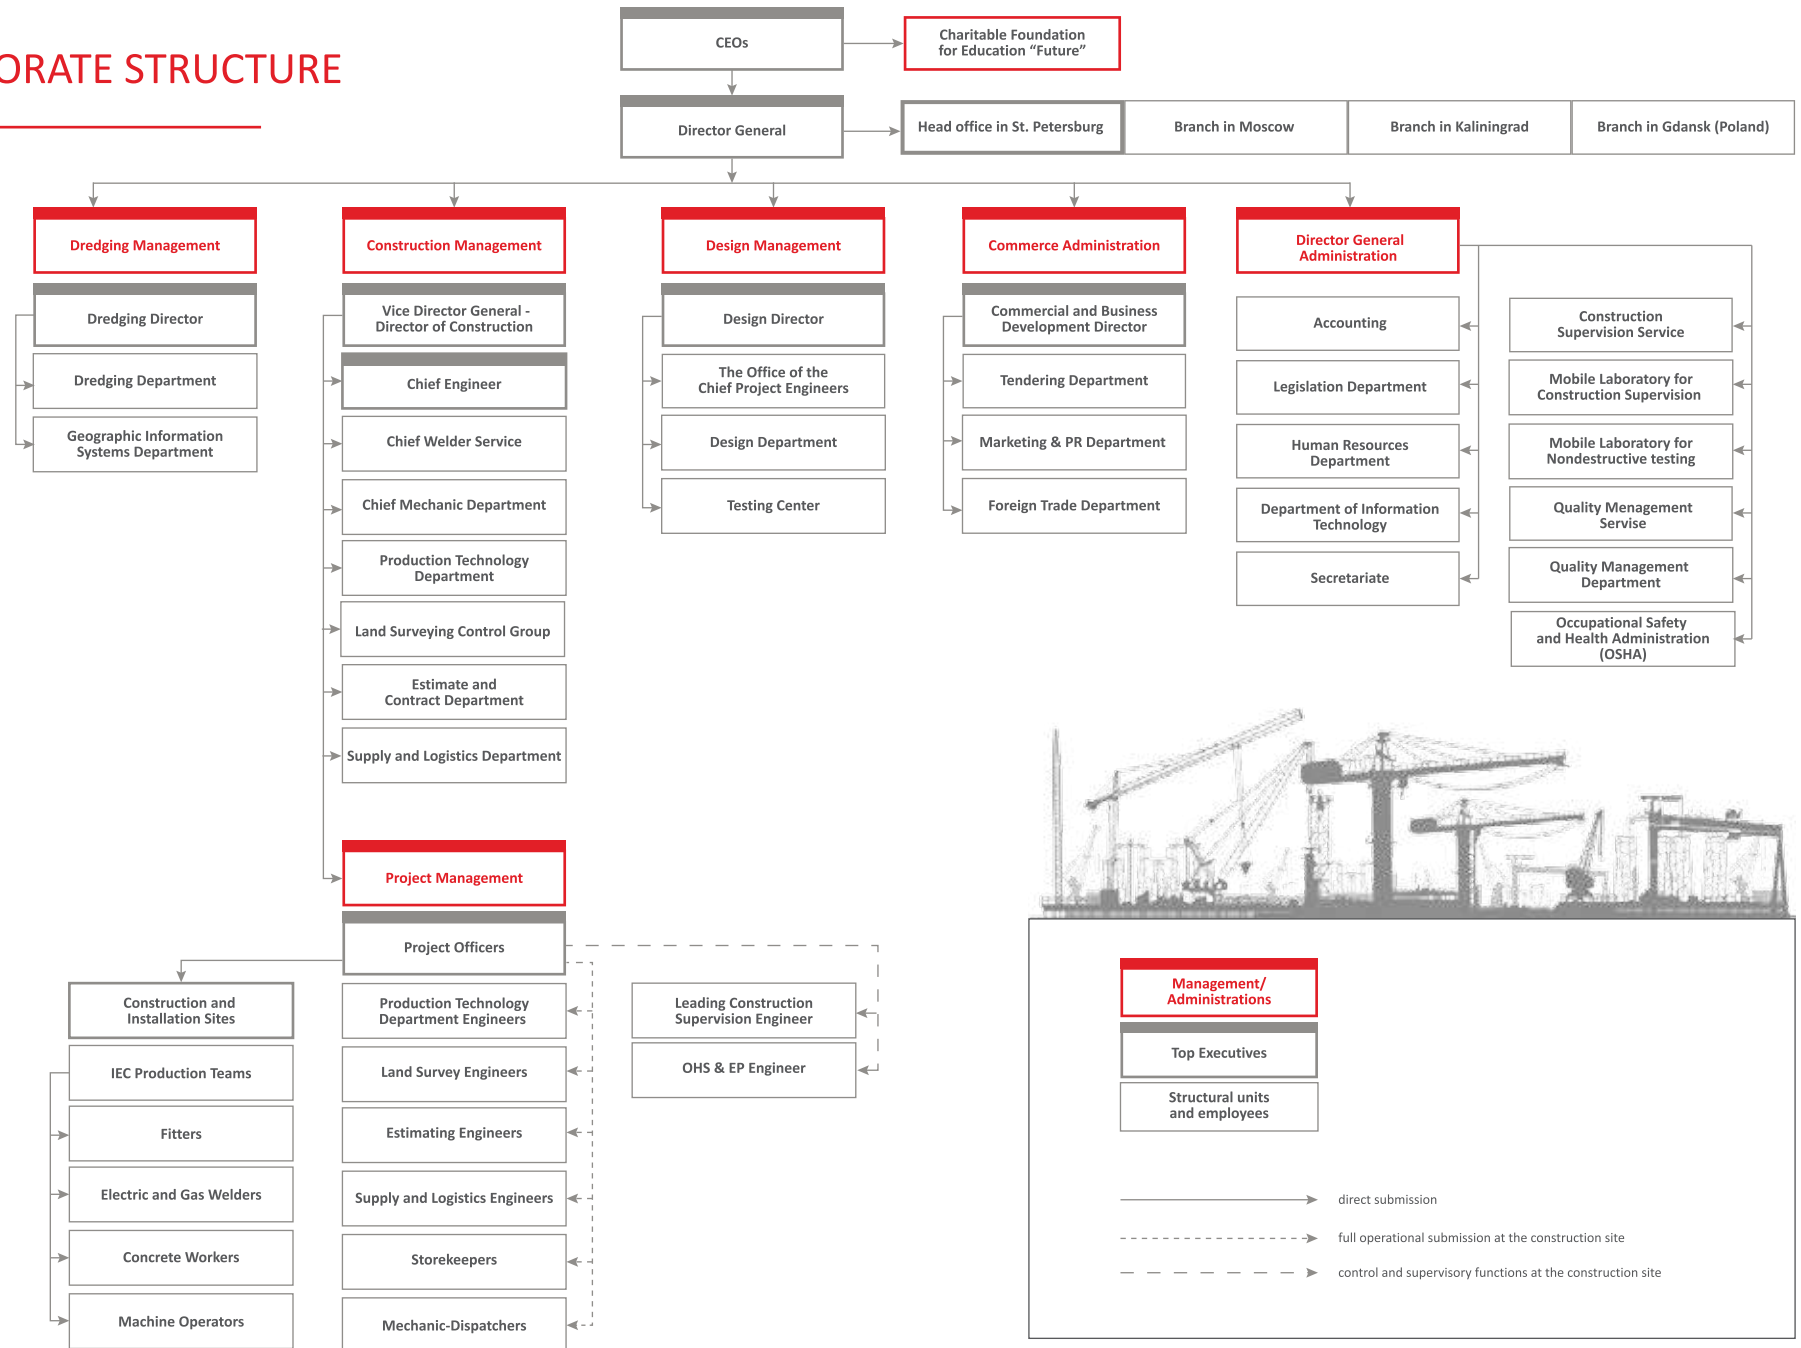 ORATE STRUCTURE
CEOs
Charitable Foundation
for Education “Future”
Director General
Head office in St. Petersburg
Branch in Moscow
Branch in Kaliningrad
Branch in Gdansk (Poland)
Dredging Management
Dredging Director
Dredging Department
Geographic Information
Systems Department
Construction Management
Vice Director General -
Director of Construction
Chief Engineer
Chief Welder Service
Chief Mechanic Department
Production Technology
Department
Land Surveying Control Group
Estimate and
Contract Department
Supply and Logistics Department
Design Management
Design Director
The Office of the
Chief Project Engineers
Design Department
Testing Center
Commerce Administration
Commercial and Business
Development Director
Tendering Department
Marketing & PR Department
Foreign Trade Department
Director General
Administration
Accounting
Legislation Department
Human Resources
Department
Department of Information
Technology
Secretariate
Construction
Supervision Service
Mobile Laboratory for
Construction Supervision
Mobile Laboratory for
Nondestructive testing
Quality Menagement
Servise
Quality Management
Department
Occupational Safety
and Health Administration
(OSHA)
Project Management
Project Officers
Construction and
Installation Sites
IEC Production Teams
Fitters
Electric and Gas Welders
Concrete Workers
Machine Operators
Production Technology
Department Engineers
Land Survey Engineers
Estimating Engineers
Supply and Logistics Engineers
Storekeepers
Mechanic-Dispatchers
Leading Construction
Supervision Engineer
OHS & EP Engineer
Management/
Administrations
Top Executives
Structural units
and employees
direct submission
full operational submission at the construction site
control and supervisory functions at the construction site